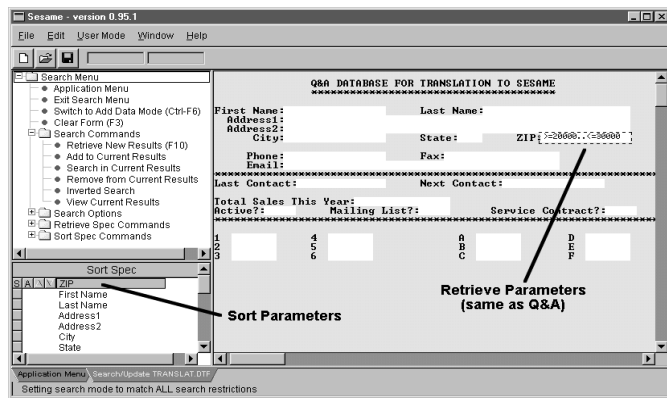 Sesame - version 0.95.1
File Edit User Mode Window Help
Search Menu
Application Menu
Exit Search Menu
Switch to Add Data Mode (Ctrl-F6)
Clear Form (F3)
Search Commands
Retrieve New Results (F10)
Add to Current Results
Search in Current Results
Remove from Current Results
Inverted Search
View Current Results
Search Options
Retrieve Spec Commands
Sort Spec Commands
Sort Spec
S A \ \ ZIP
First Name
Last Name
Address1
Address2
City
State
Q&A DATABASE FOR TRANSLATION TO SESAME
First Name: Last Name:
Address1:
Address2:
City: State: ZIP: >=20000..<=30000
Phone: Fax:
Email:
Last Contact: Next Contact:
Total Sales This Year:
Active?: Mailing List?: Service Contract?:
1 4 A D
2 5 B E
3 6 C F
Retrieve Parameters
(same as Q&A)
Sort Parameters
Application Menu Search/Update TRANSLAT.DTF
Setting search mode to match ALL search restrictions